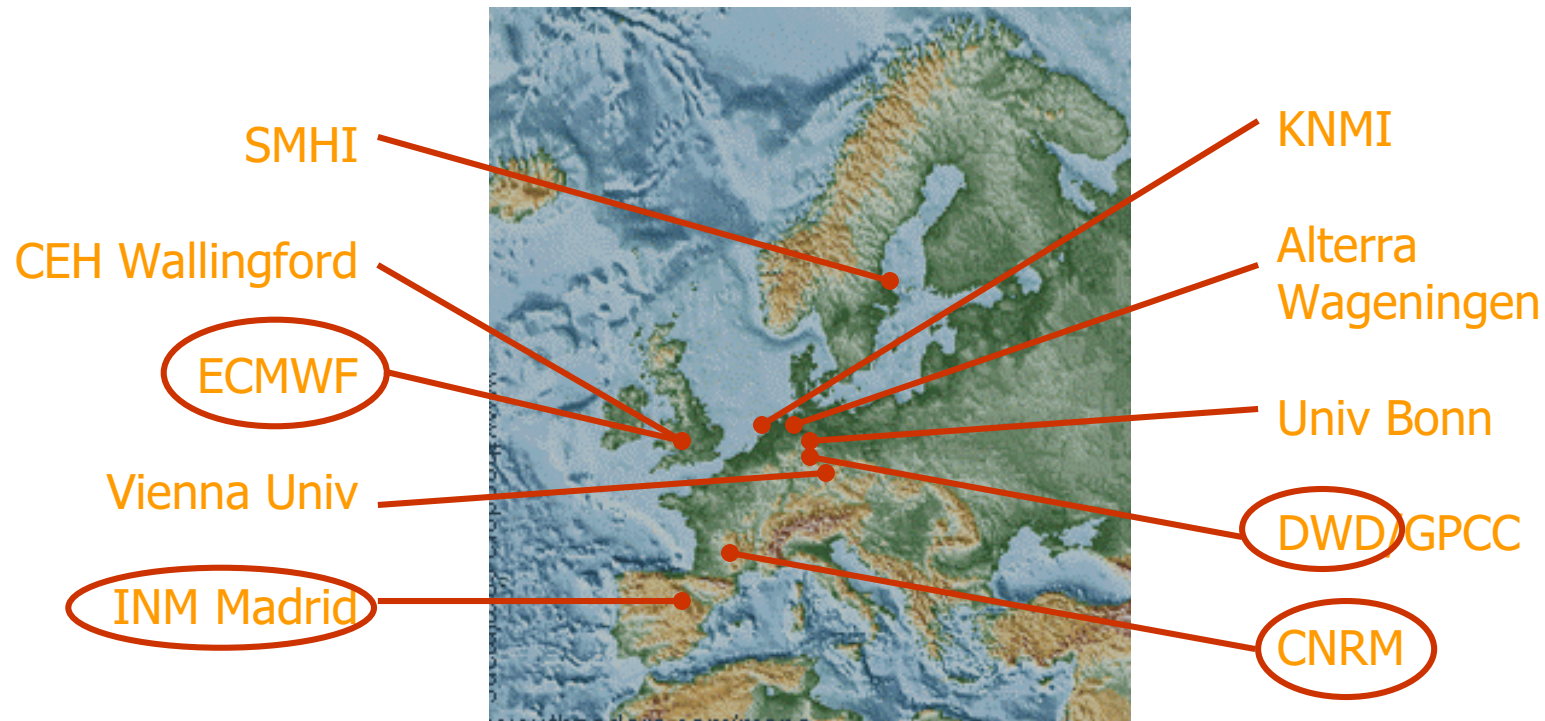 SMHI
CEH Wallingford
ECMWF
Vienna Univ
INM Madrid
KNMI
Alterra
Wageningen
Univ Bonn
DWD/GPCC
CNRM